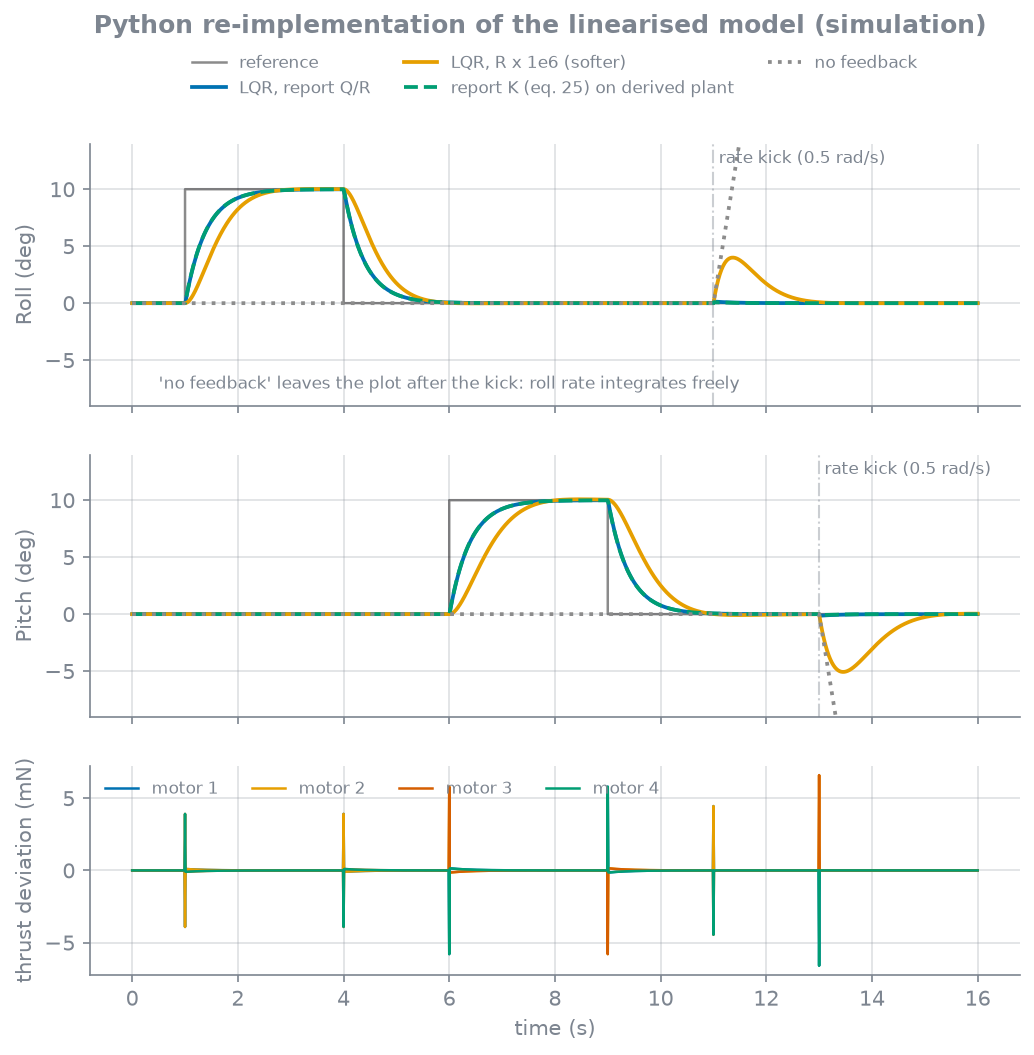 Python re-implementation of the linearised model (simulation)
reference
LQR, R x 1e6 (softer)
no feedback
LQR, report Q/R
report K (eq. 25) on derived plant
Roll (deg)
10
5
0
−5
rate kick (0.5 rad/s)
'no feedback' leaves the plot after the kick: roll rate integrates freely
Pitch (deg)
10
5
0
−5
rate kick (0.5 rad/s)
thrust deviation (mN)
5
0
−5
motor 1
motor 2
motor 3
motor 4
0 2 4 6 8 10 12 14 16
time (s)